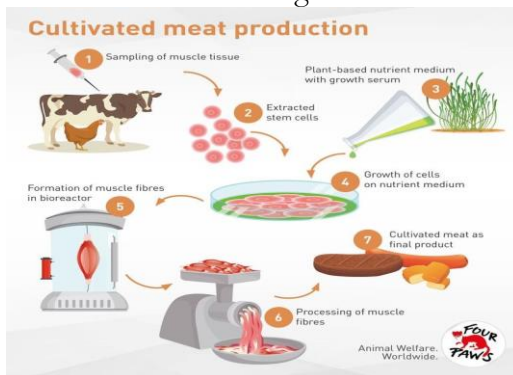 Cultivated meat production
1
Sampling of muscle tissue
2
Extracted
stem cells
Plant-based nutrient medium
with growth serum
3
4
Growth of cells
on nutrient medium
Formation of muscle fibres
in bioreactor
5
6
Processing of muscle
fibres
7
Cultivated meat as
final product
Animal Welfare.
Worldwide.
FOUR
PAWS